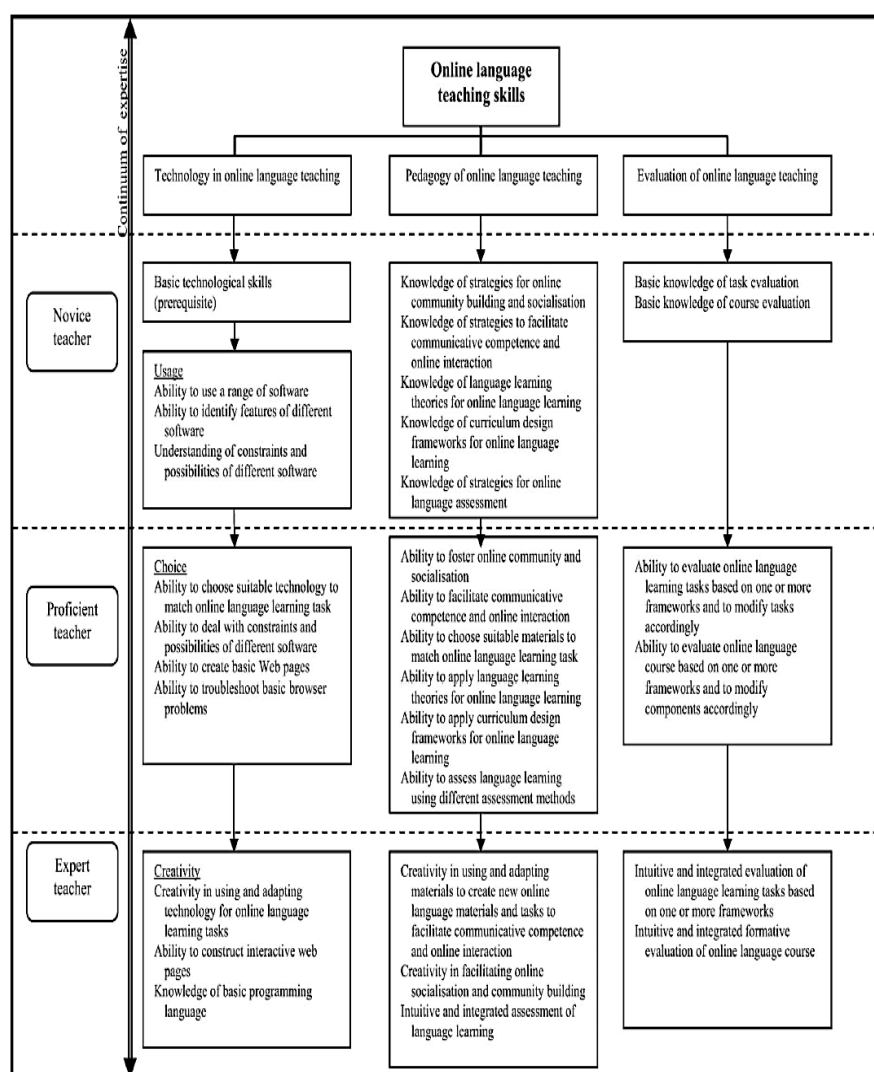 Continuum of expertise
Online language
teaching skills
Technology in online language teaching
Pedagogy of online language teaching
Evaluation of online language teaching
Novice
teacher
Basic technological skills
(prerequisite)
Usage
Ability to use a range of software
Ability to identify features of different
software
Understanding of constraints and
possibilities of different software
Knowledge of strategies for online
community building and socialisation
Knowledge of strategies to facilitate
communicative competence and
online interaction
Knowledge of language learning
theories for online language learning
Knowledge of curriculum design
frameworks for online language
learning
Knowledge of strategies for online
language assessment
Basic knowledge of task evaluation
Basic knowledge of course evaluation
Proficient
teacher
Choice
Ability to choose suitable technology to
match online language learning task
Ability to deal with constraints and
possibilities of different software
Ability to create basic Web pages
Ability to troubleshoot basic browser
problems
Ability to foster online community and
socialisation
Ability to facilitate communicative
competence and online interaction
Ability to choose suitable materials to
match online language learning task
Ability to apply language learning
theories for online language learning
Ability to apply curriculum design
frameworks for online language
learning
Ability to assess language learning
using different assessment methods
Ability to evaluate online language
learning tasks based on one or more
frameworks and to modify tasks
accordingly
Ability to evaluate online language
course based on one or more
frameworks and to modify
components accordingly
Expert
teacher
Creativity
Creativity in using and adapting
technology for online language
learning tasks
Ability to construct interactive web
pages
Knowledge of basic programming
language
Creativity in using and adapting
materials to create new online
language materials and tasks to
facilitate communicative competence
and online interaction
Creativity in facilitating online
socialisation and community building
Intuitive and integrated assessment of
language learning
Intuitive and integrated evaluation of
online language learning tasks based
on one or more frameworks
Intuitive and integrated formative
evaluation of online language course